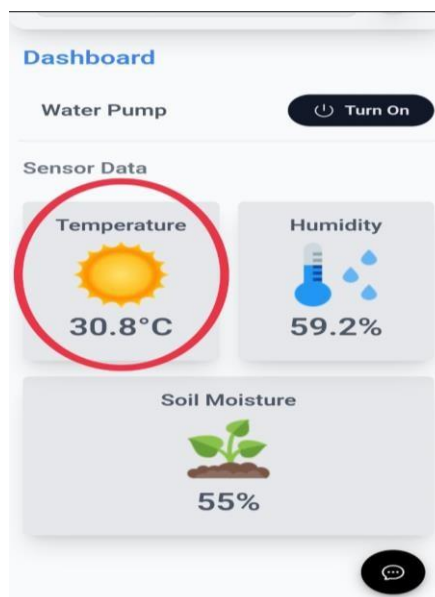 Dashboard
Water Pump
Turn On
Sensor Data
Temperature
30.8°C
Humidity
59.2%
Soil Moisture
55%